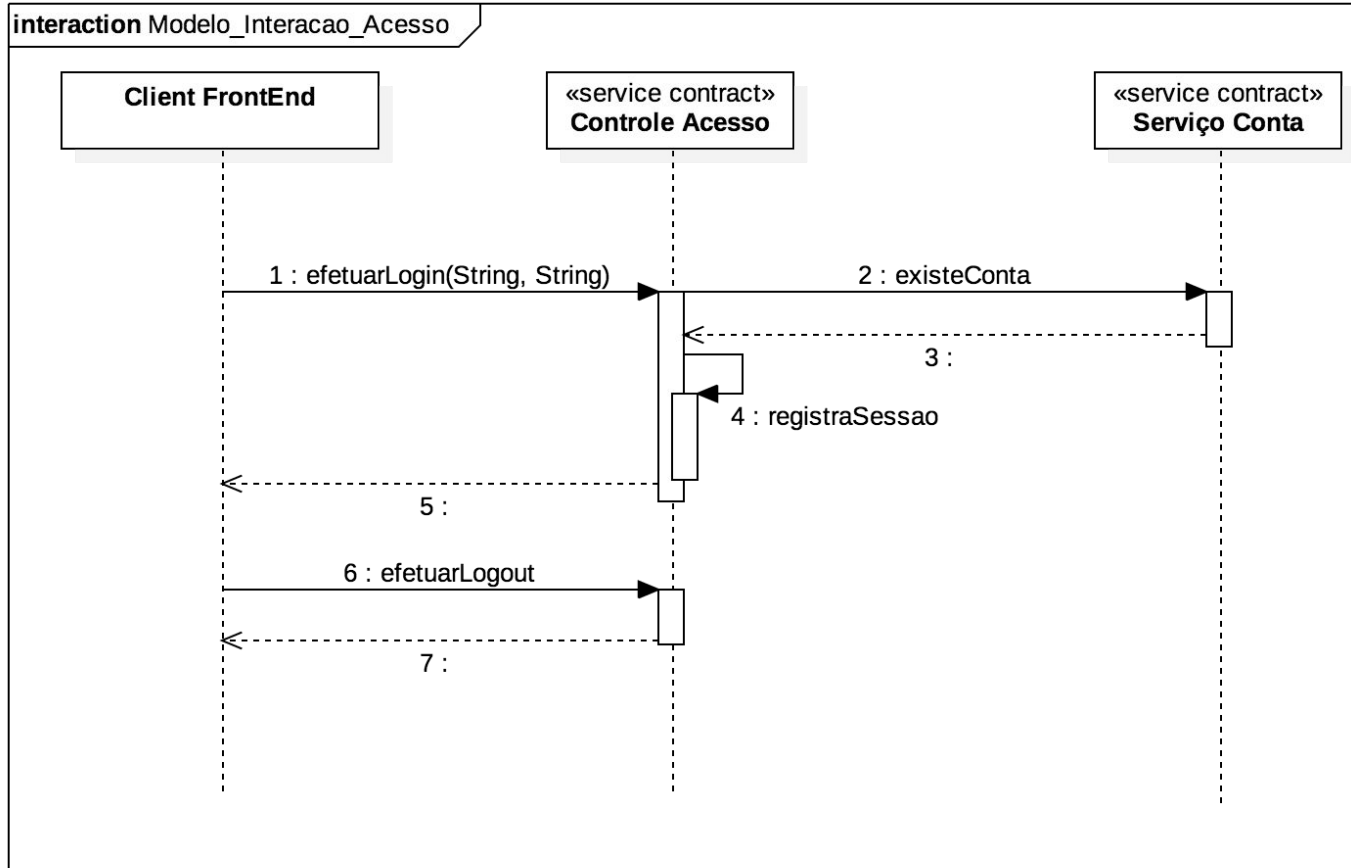 interaction Modelo_Interacao_Acesso
Client FrontEnd
«service contract»
Controle Acesso
«service contract»
Serviço Conta
1 : efetuarLogin(String, String)
2 : existeConta
3 :
4 : registraSessao
5 :
6 : efetuarLogout
7 :